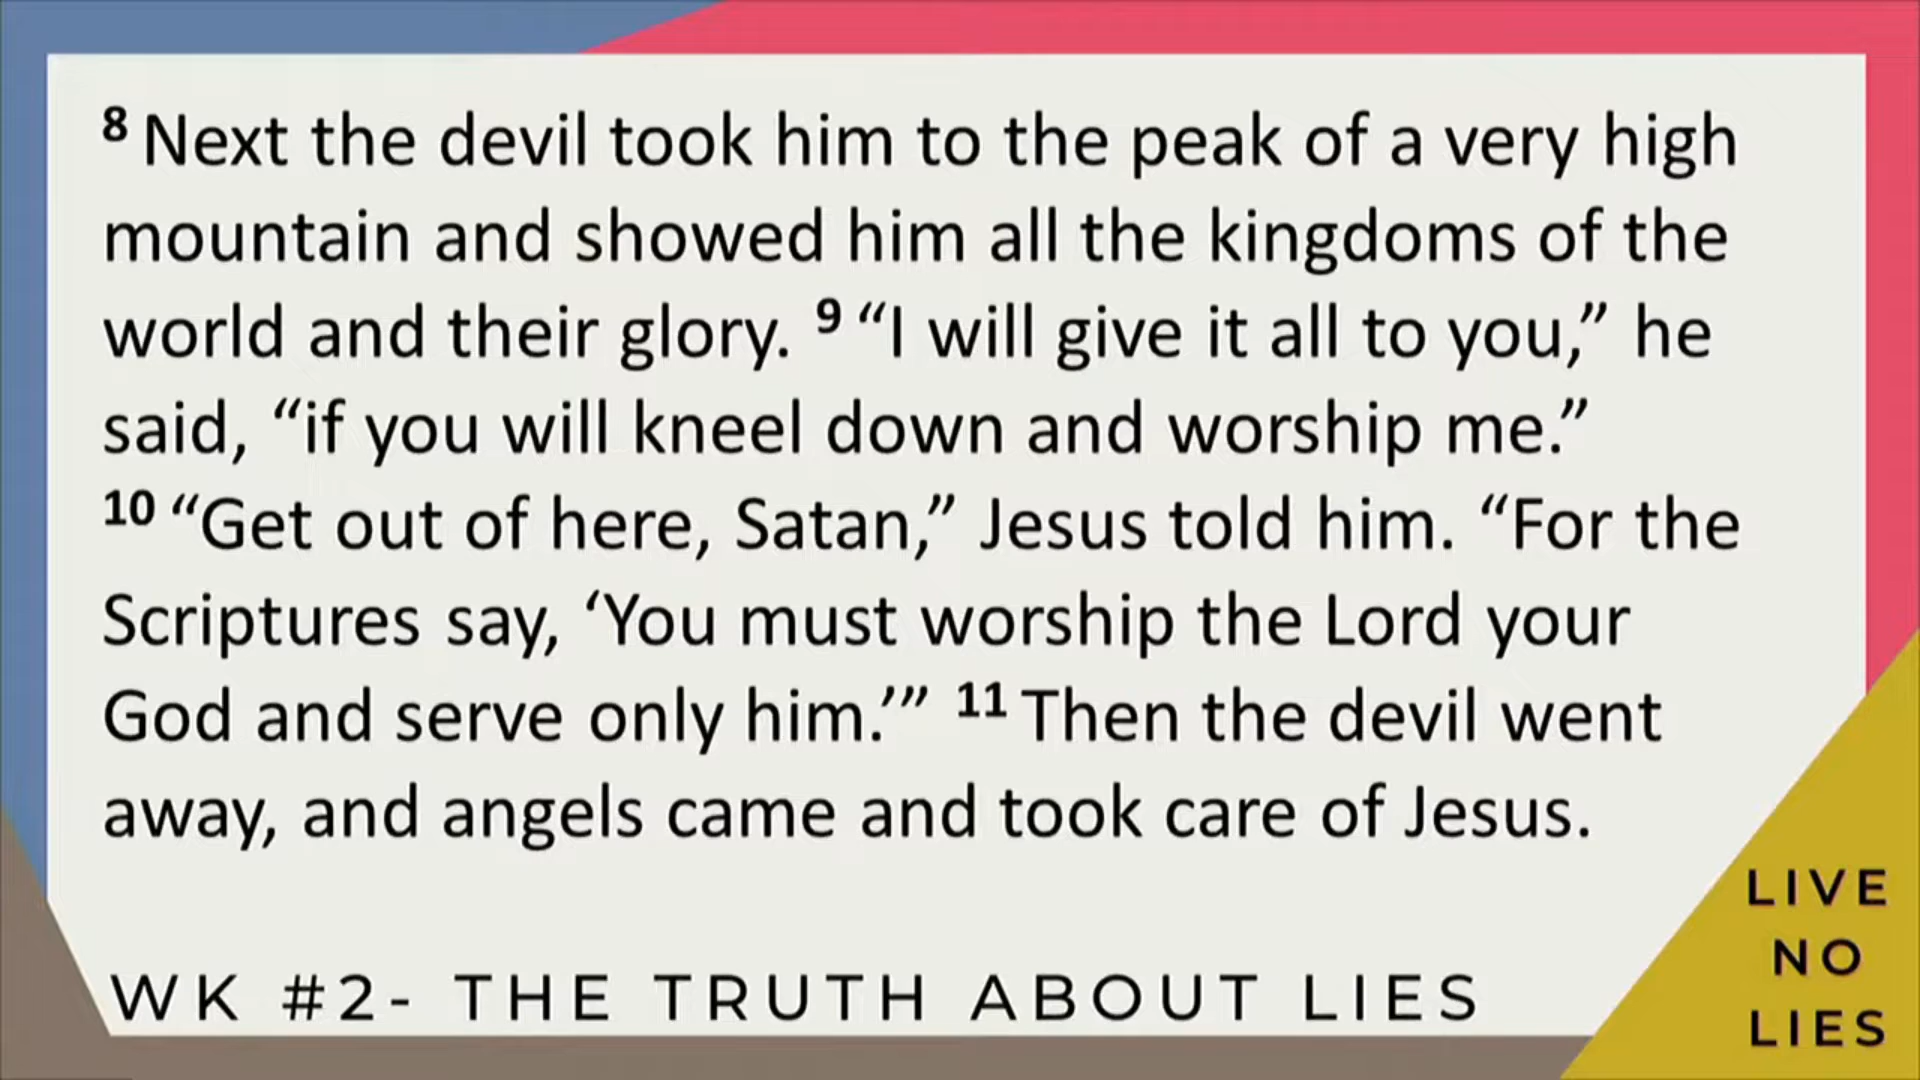 8 Next the devil took him to the peak of a very high
mountain and showed him all the kingdoms of the
world and their glory. 9 “I will give it all to you,” he
said, “if you will kneel down and worship me.”
10 “Get out of here, Satan,” Jesus told him. “For the
Scriptures say, ‘You must worship the Lord your
God and serve only him.’” 11 Then the devil went
away, and angels came and took care of Jesus.
WK #2- THE TRUTH ABOUT LIES
LIVE
NO
LIES